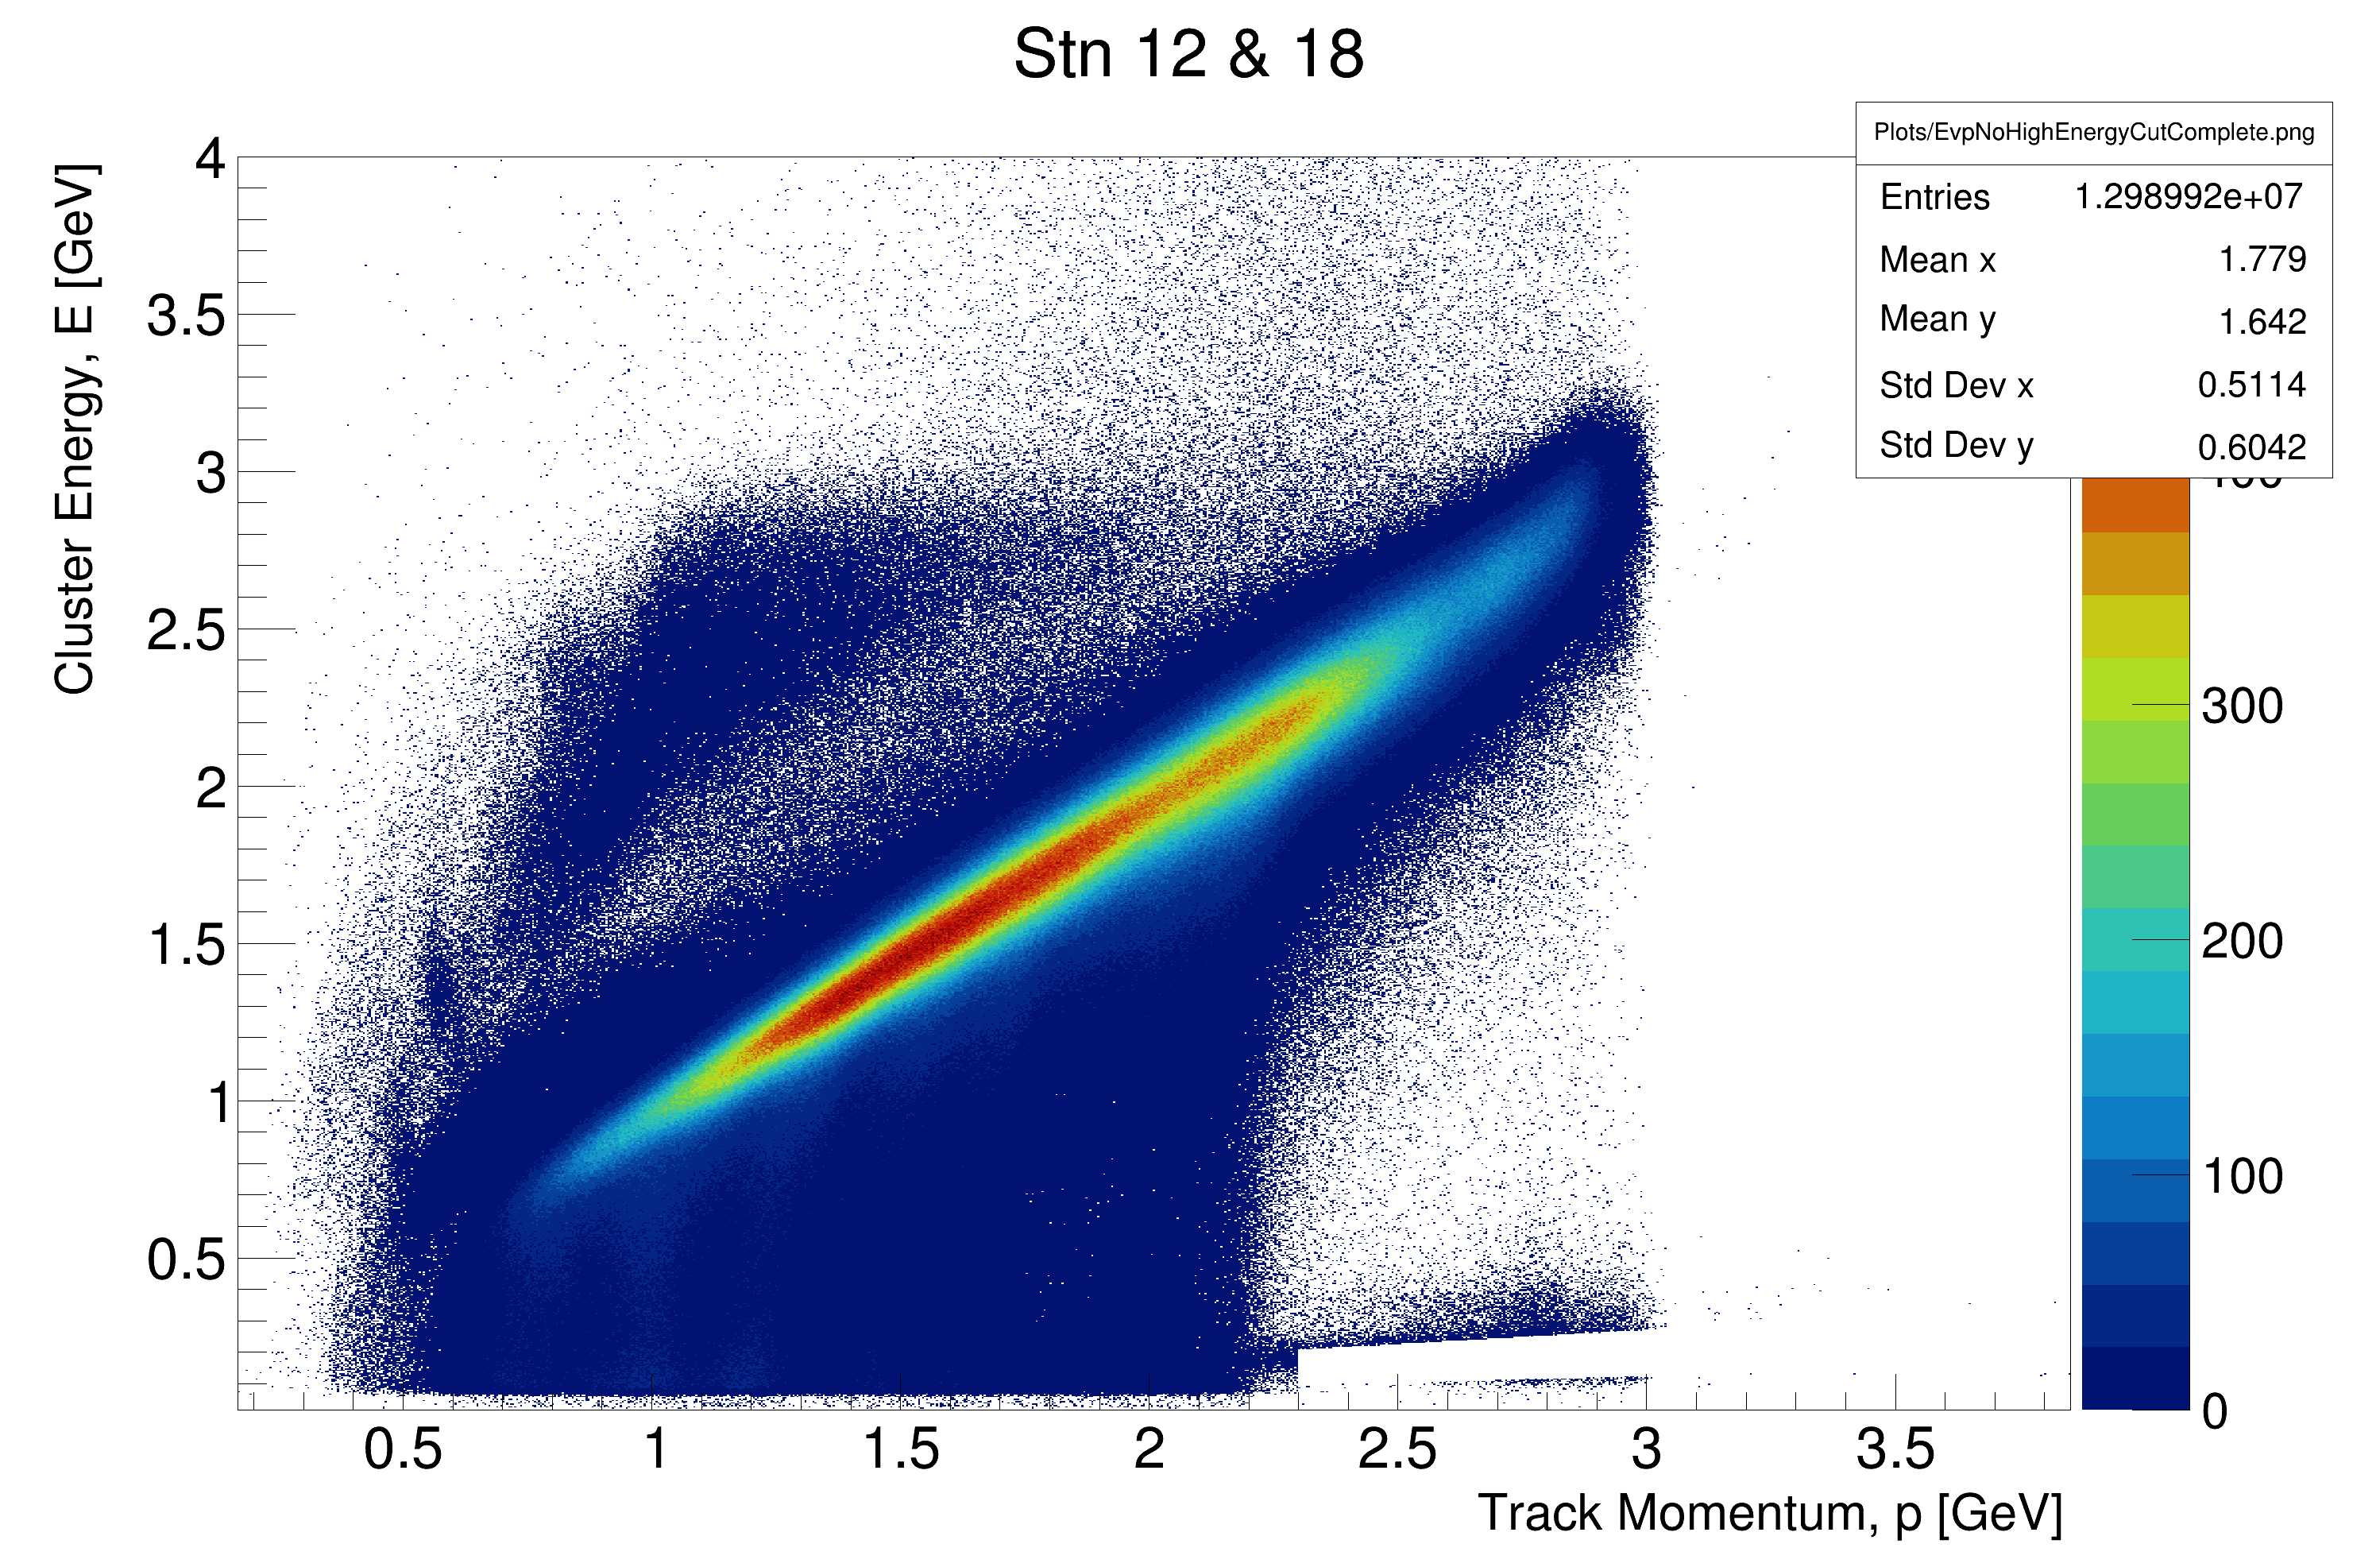 Stn 12 & 18
Plots/EvpNoHighEnergyCutComplete.png
Entries 1.298992e+07
Mean x 1.779
Mean y 1.642
Std Dev x 0.5114
Std Dev y 0.6042
Cluster Energy, E [GeV]
4
3.5
3
2.5
2
1.5
1
0.5
300
200
100
0
0.5 1 1.5 2 2.5 3 3.5
Track Momentum, p [GeV]